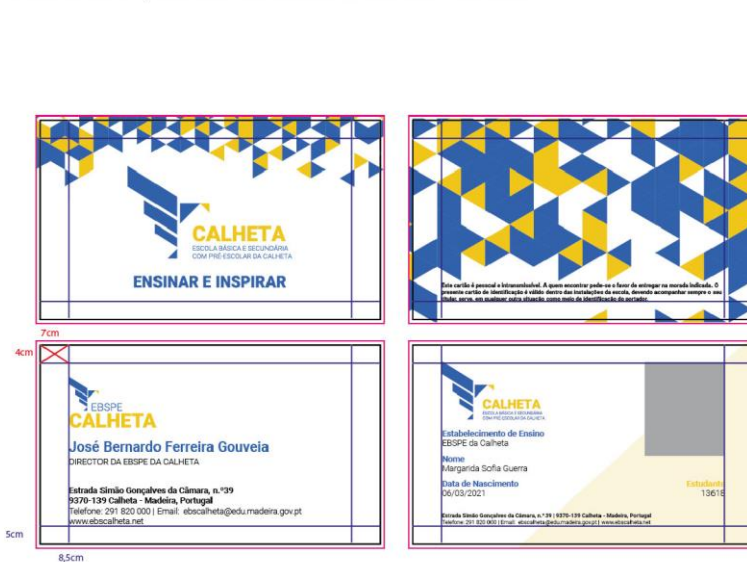 CALHETA
ESCOLA BÁSICA E SECUNDÁRIA
COM PRÉ-ESCOLAR DA CALHETA
ENSINAR E INSPIRAR
Este cartão é pessoal e intransmissível. A quem encontrar pede-se o favor de entregar na morada indicada. O
presente cartão de identificação é válido dentro das instalações da escola, devendo acompanhar sempre o seu
titular, serve, em qualquer outra situação como meio de identificação do portador.
7cm
4cm
EBSPE
CALHETA
José Bernardo Ferreira Gouveia
DIRECTOR DA EBSPE DA CALHETA
Estrada Simão Gonçalves da Câmara, n.º39
9370-139 Calheta - Madeira, Portugal
Telefone: 291 820 000 | Email: ebscalheta@edu.madeira.gov.pt
www.ebscalheta.net
5cm
8,5cm
CALHETA
ESCOLA BÁSICA E SECUNDÁRIA
COM PRÉ-ESCOLAR DA CALHETA
Estabelecimento de Ensino
EBSPE da Calheta
Nome
Margarida Sofia Guerra
Data de Nascimento
06/03/2021
Estudante
13618
Estrada Simão Gonçalves da Câmara, n.º39 | 9370-139 Calheta - Madeira, Portugal
Telefone: 291 820 000 | Email: ebscalheta@edu.madeira.gov.pt | www.ebscalheta.net